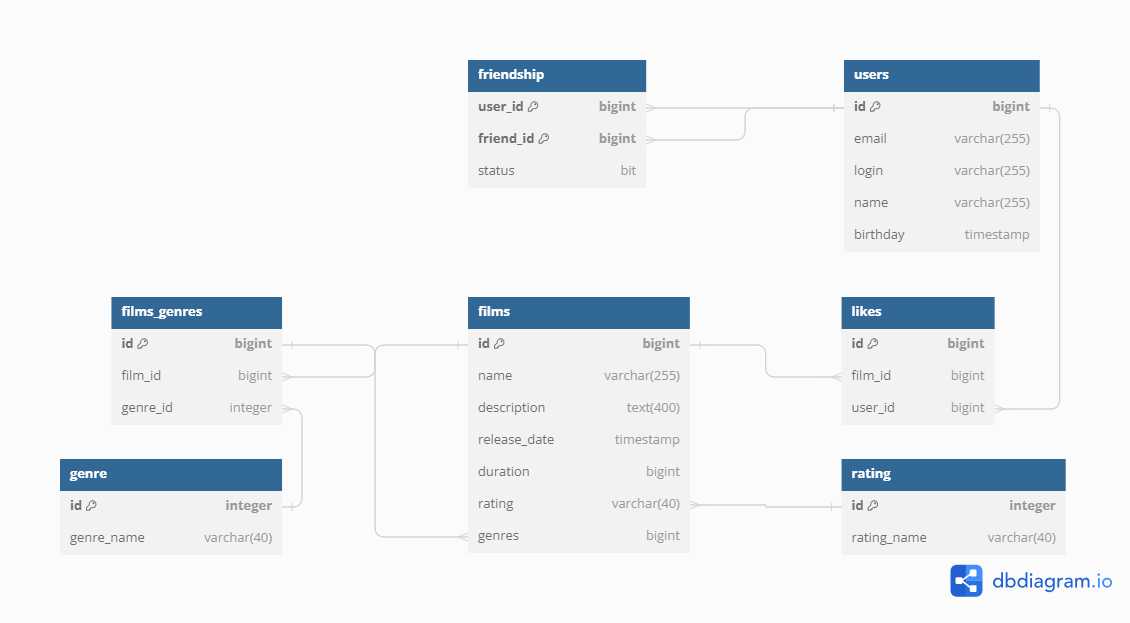 friendship
user_id bigint
friend_id bigint
status bit
users
id bigint
email varchar(255)
login varchar(255)
name varchar(255)
birthday timestamp
films_genres
id bigint
film_id bigint
genre_id integer
films
id bigint
name varchar(255)
description text(400)
release_date timestamp
duration bigint
rating varchar(40)
genres bigint
likes
id bigint
film_id bigint
user_id bigint
genre
id integer
genre_name varchar(40)
rating
id integer
rating_name varchar(40)
dbdiagram.io